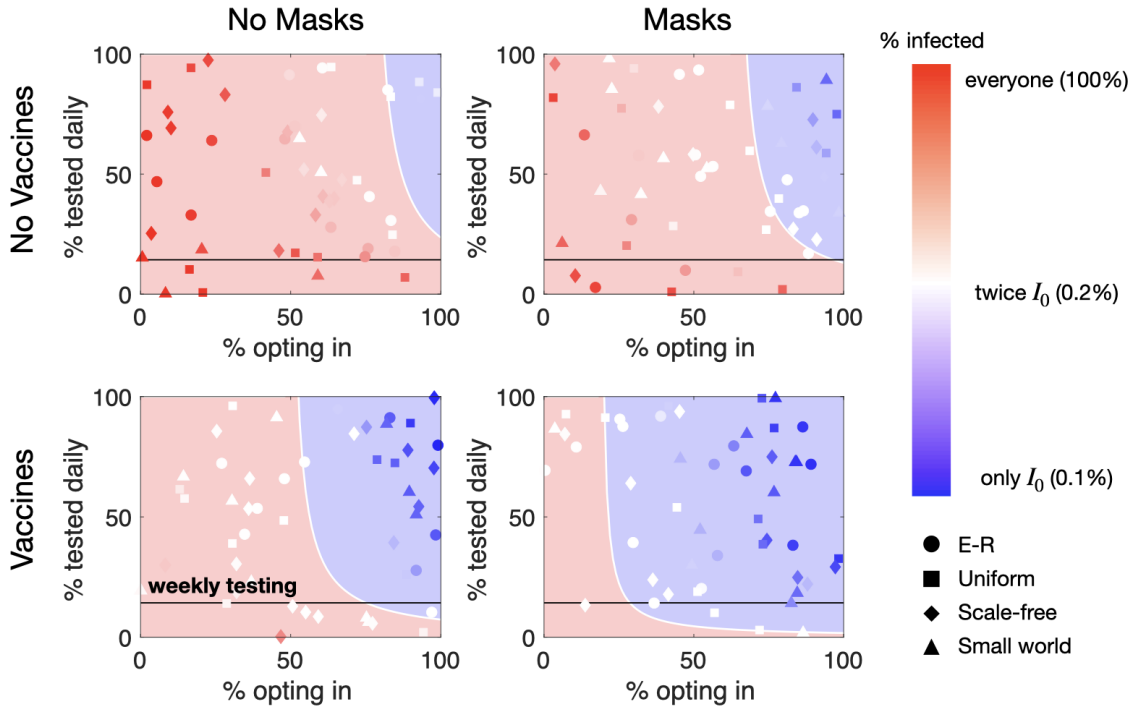 No Masks
Masks
% infected
No Vaccines
% tested daily
100
50
0
0
50
100
% opting in
% tested daily
100
50
0
0
50
100
% opting in
everyone (100%)
twice I₀ (0.2%)
only I₀ (0.1%)
Vaccines
% tested daily
100
50
0
weekly testing
0
50
100
% opting in
% tested daily
100
50
0
0
50
100
% opting in
E-R
Uniform
Scale-free
Small world